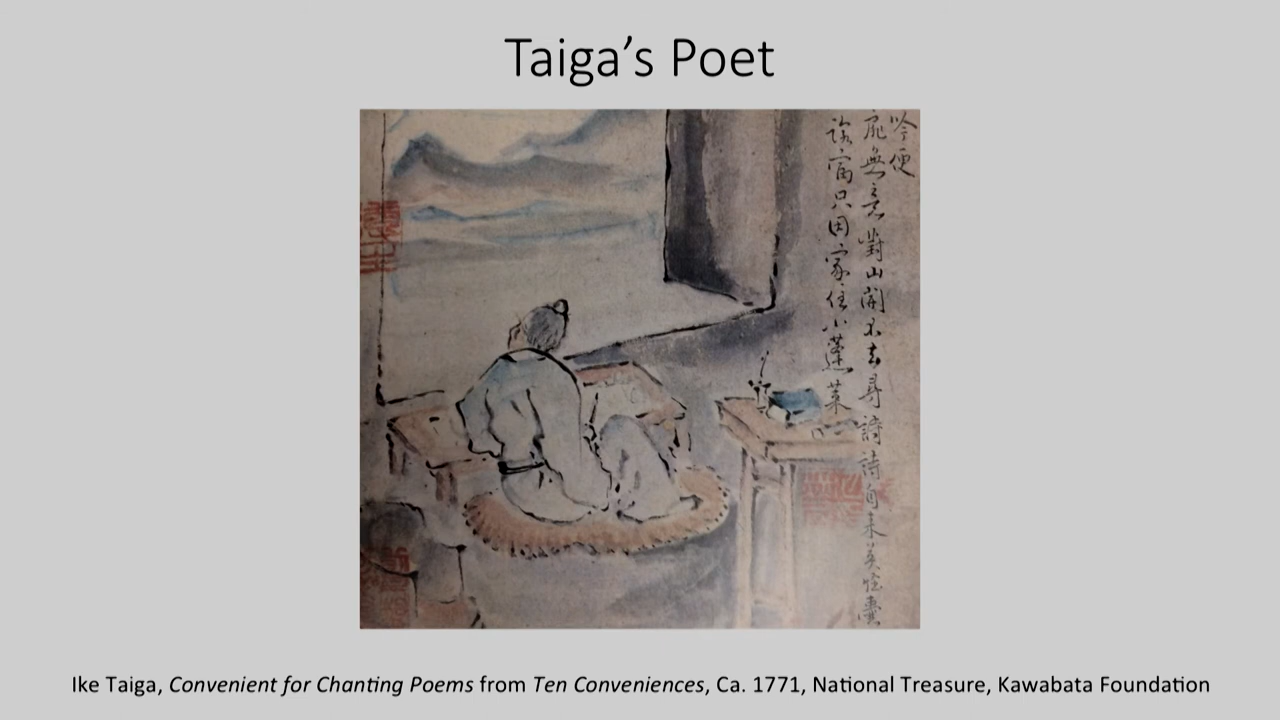 Taiga's Poet
吟便
扉無意對山開不去尋詩詩自來莫怪囊
詠富只因家住小蓬萊
Ike Taiga, Convenient for Chanting Poems from Ten Conveniences, Ca. 1771, National Treasure, Kawabata Foundation